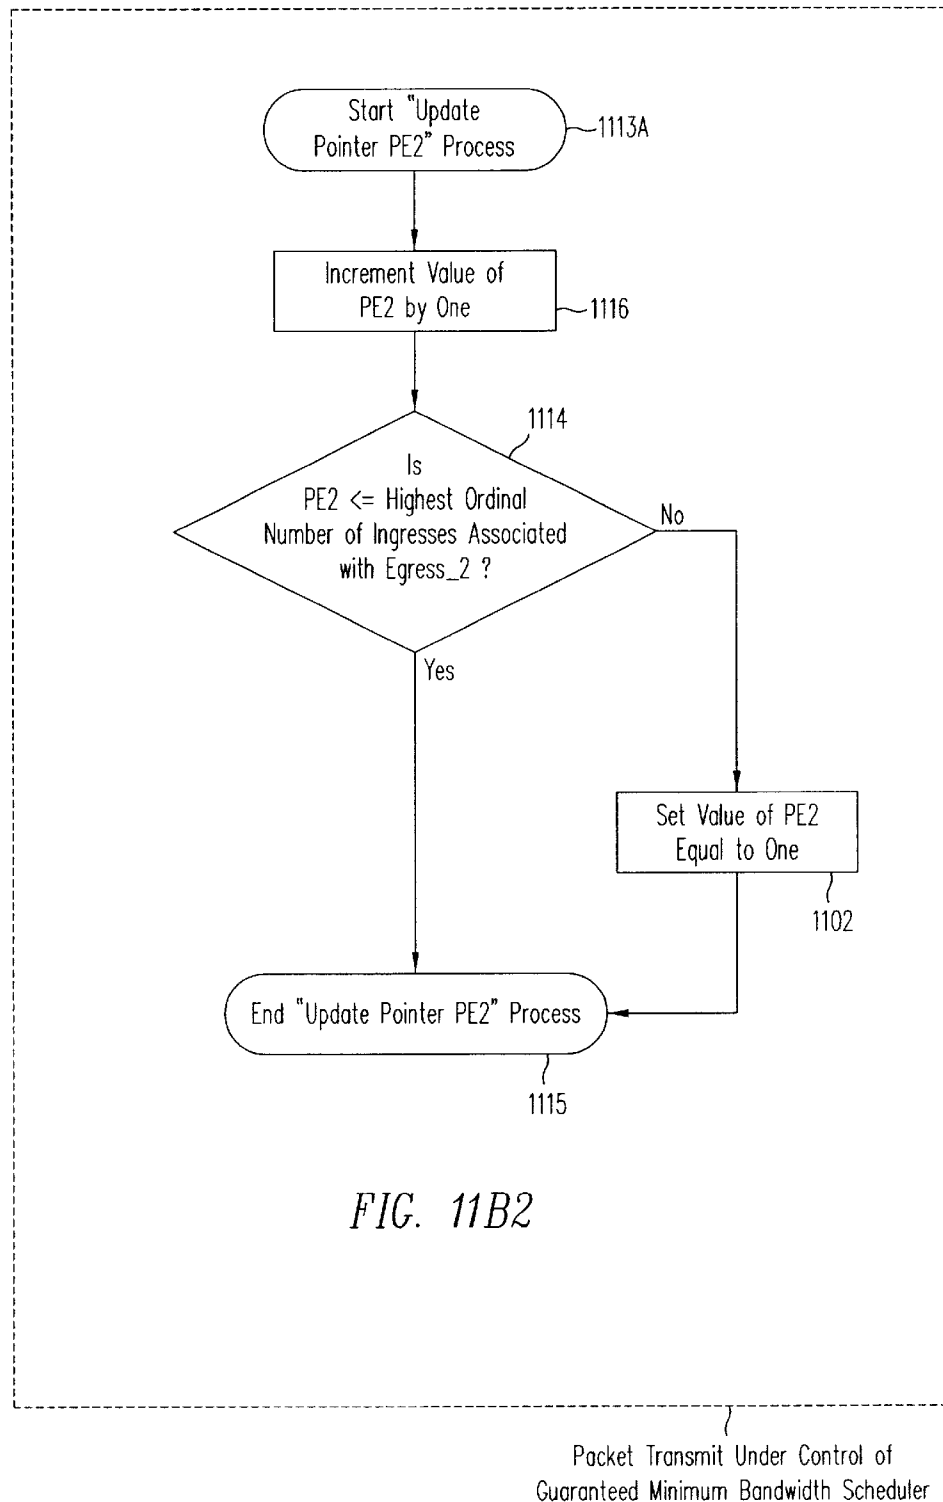 Start "Update
Pointer PE2" Process
1113A
Increment Value of
PE2 by One
1116
1114
Is
PE2 <= Highest Ordinal
Number of Ingresses Associated
with Egress_2 ?
No
Yes
Set Value of PE2
Equal to One
1102
End "Update Pointer PE2" Process
1115
FIG. 11B2
Packet Transmit Under Control of
Guaranteed Minimum Bandwidth Scheduler